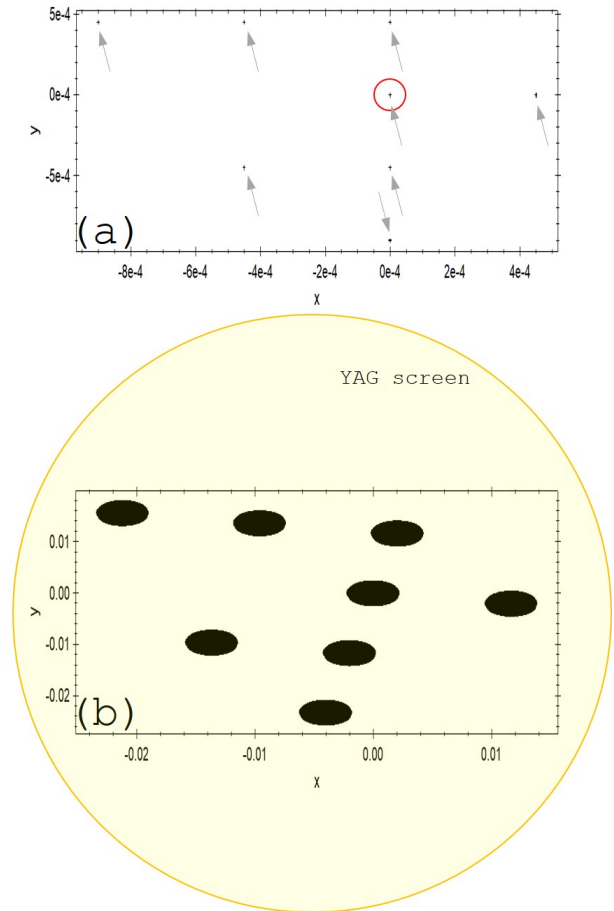 5e-4
0e-4
-5e-4
y
(a)
-8e-4 -6e-4 -4e-4 -2e-4 0e-4 2e-4 4e-4
x
YAG screen
0.01
0.00
-0.01
-0.02
y
(b)
-0.02 -0.01 0.00 0.01
x